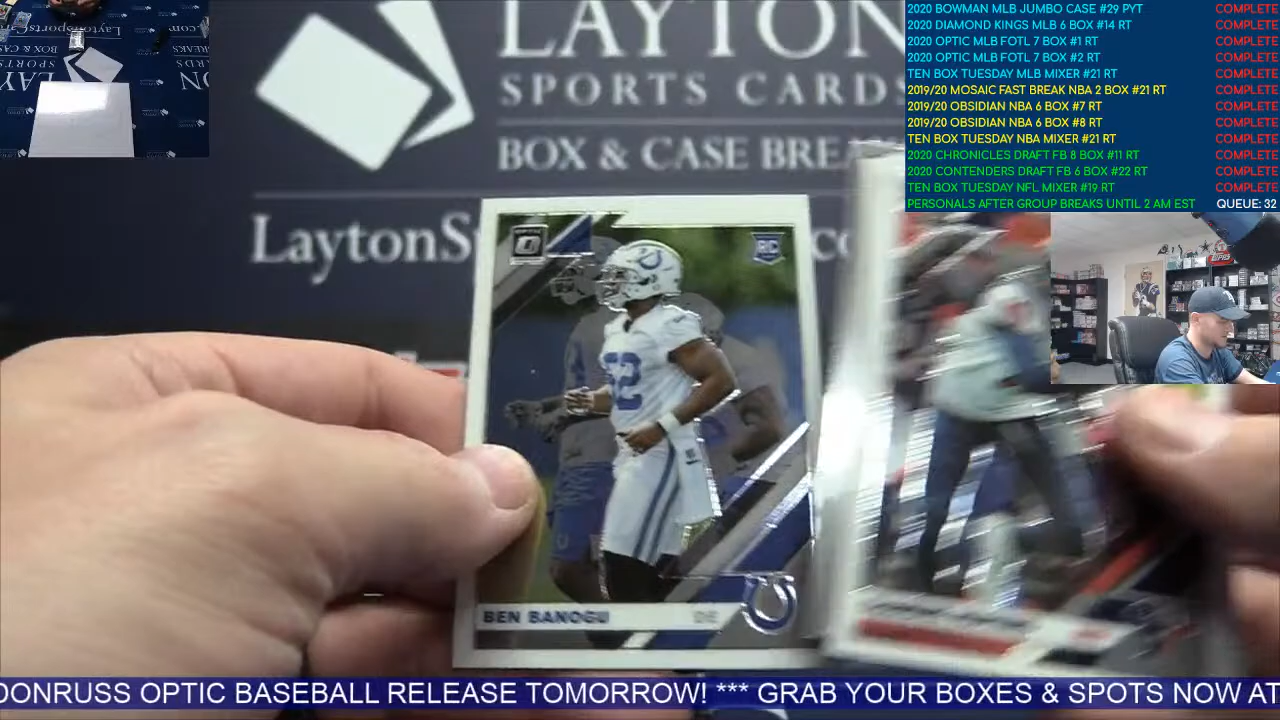 LAYTON
SPORTS CARDS
BOX & CASE BREA
LaytonS
2020 BOWMAN MLB JUMBO CASE #29 PYT COMPLETE
2020 DIAMOND KINGS MLB 6 BOX #14 RT COMPLETE
2020 OPTIC MLB FOTL 7 BOX #1 RT COMPLETE
2020 OPTIC MLB FOTL 7 BOX #2 RT COMPLETE
TEN BOX TUESDAY MLB MIXER #21 RT COMPLETE
2019/20 MOSAIC FAST BREAK NBA 2 BOX #21 RT COMPLETE
2019/20 OBSIDIAN NBA 6 BOX #7 RT COMPLETE
2019/20 OBSIDIAN NBA 6 BOX #8 RT COMPLETE
TEN BOX TUESDAY NBA MIXER #21 RT COMPLETE
2020 CHRONICLES DRAFT FB 8 BOX #11 RT COMPLETE
2020 CONTENDERS DRAFT FB 6 BOX #22 RT COMPLETE
TEN BOX TUESDAY NFL MIXER #19 RT COMPLETE
PERSONALS AFTER GROUP BREAKS UNTIL 2 AM EST QUEUE: 32
52
BEN BANOGU DE
DONRUSS OPTIC BASEBALL RELEASE TOMORROW! *** GRAB YOUR BOXES & SPOTS NOW AT